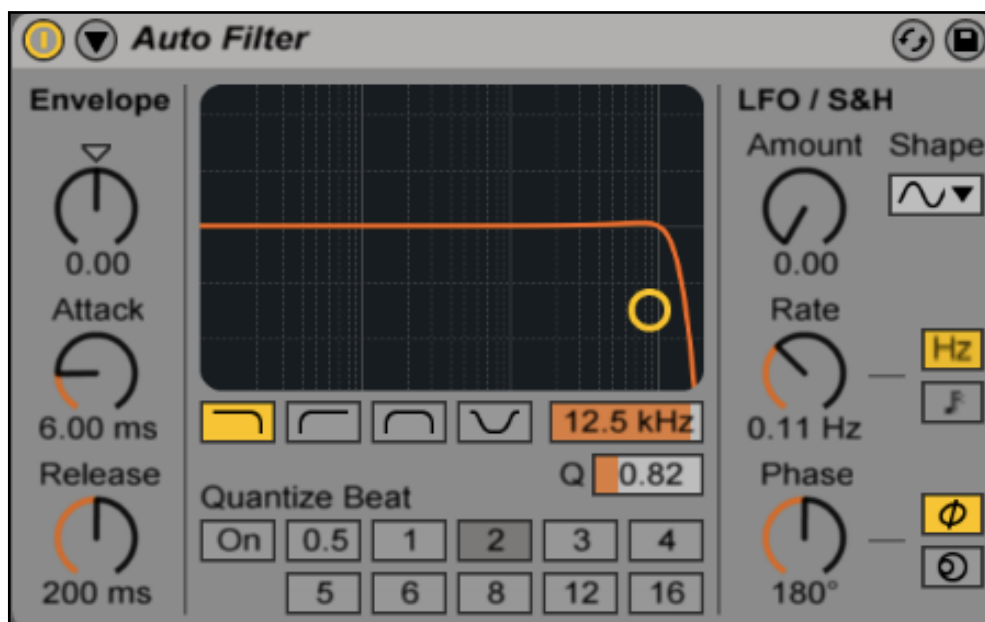 Auto Filter
Envelope
0.00
Attack
6.00 ms
Release
200 ms
12.5 kHz
Q 0.82
Quantize Beat
On 0.5 1 2 3 4
5 6 8 12 16
LFO / S&H
Amount Shape
0.00
Rate
Hz
0.11 Hz
Phase
ϕ
180°